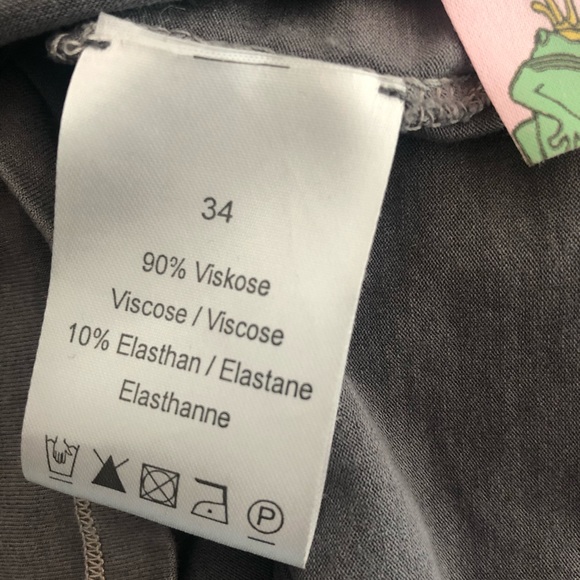 34
90% Viskose
Viscose / Viscose
10% Elasthan / Elastane
Elasthanne
P